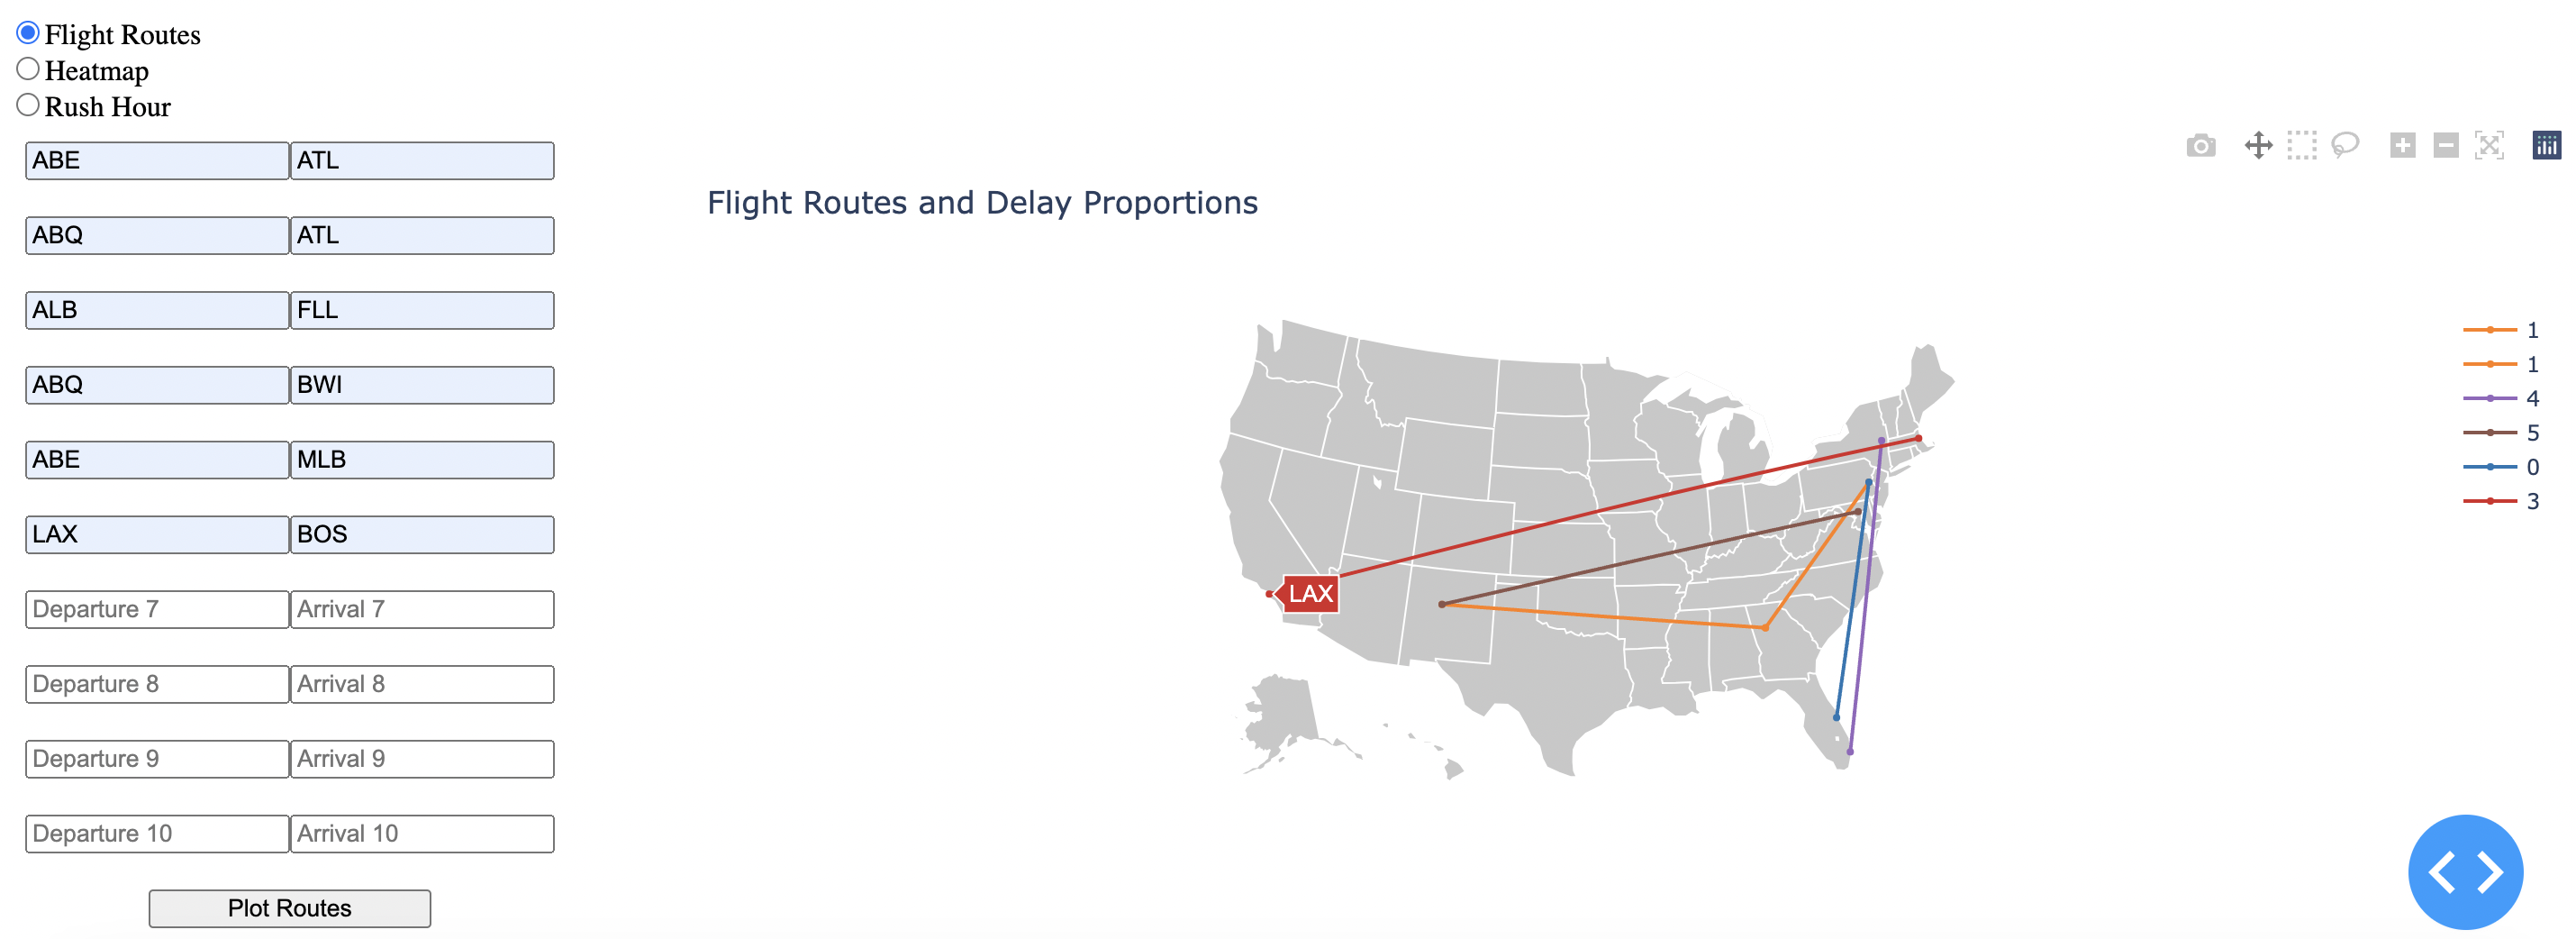 Flight Routes
Heatmap
Rush Hour
ABE ATL
ABQ ATL
ALB FLL
ABQ BWI
ABE MLB
LAX BOS
Departure 7 Arrival 7
Departure 8 Arrival 8
Departure 9 Arrival 9
Departure 10 Arrival 10
Plot Routes
Flight Routes and Delay Proportions
LAX
1
1
4
5
0
3